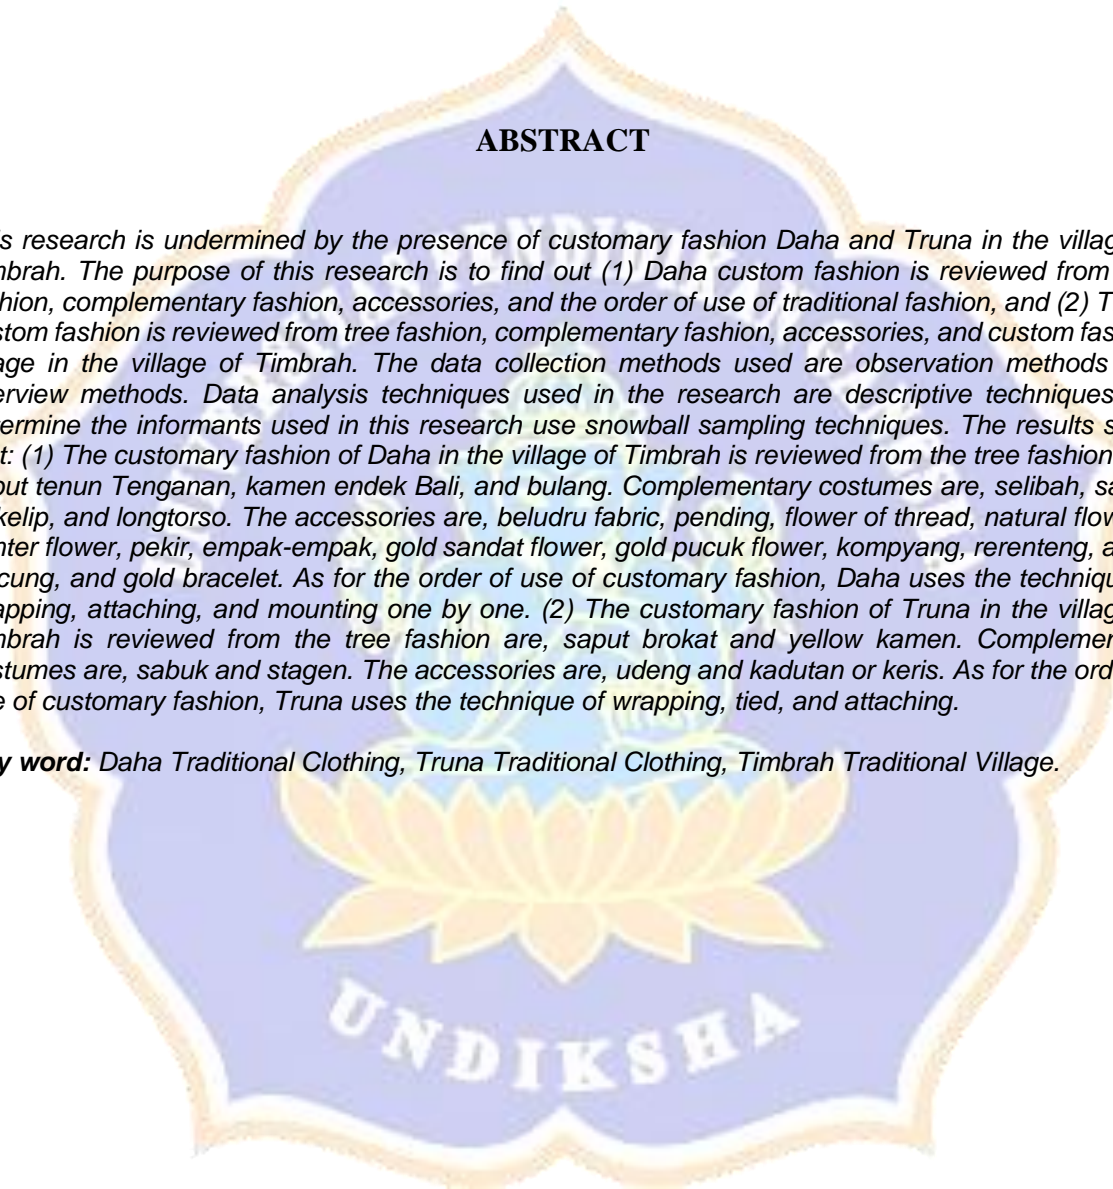 ABSTRACT
is research is undermined by the presence of customary fashion Daha and Truna in the villag
mbrah. The purpose of this research is to find out (1) Daha custom fashion is reviewed from
hion, complementary fashion, accessories, and the order of use of traditional fashion, and (2) T
stom fashion is reviewed from tree fashion, complementary fashion, accessories, and custom fas
age in the village of Timbrah. The data collection methods used are observation methods
erview methods. Data analysis techniques used in the research are descriptive techniques
ermine the informants used in this research use snowball sampling techniques. The results s
t: (1) The customary fashion of Daha in the village of Timbrah is reviewed from the tree fashion
put tenun Tenganan, kamen endek Bali, and bulang. Complementary costumes are, selibah, sa
kelip, and longtorso. The accessories are, beludru fabric, pending, flower of thread, natural flow
nter flower, pekir, empak-empak, gold sandat flower, gold pucuk flower, kompyang, rerenteng, a
cung, and gold bracelet. As for the order of use of customary fashion, Daha uses the techniqu
apping, attaching, and mounting one by one. (2) The customary fashion of Truna in the villag
mbrah is reviewed from the tree fashion are, saput brokat and yellow kamen. Complemen
stumes are, sabuk and stagen. The accessories are, udeng and kadutan or keris. As for the ord
e of customary fashion, Truna uses the technique of wrapping, tied, and attaching.
y word: Daha Traditional Clothing, Truna Traditional Clothing, Timbrah Traditional Village.
UNDIKSHA